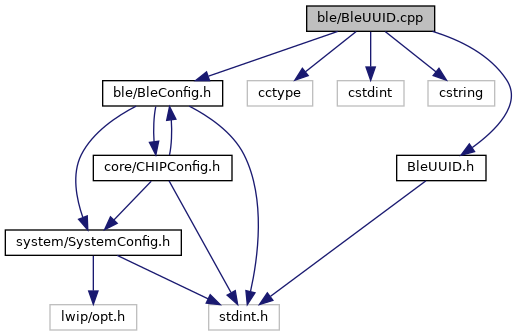 ble/BleUUID.cpp
ble/BleConfig.h
cctype
cstdint
cstring
core/CHIPConfig.h
BleUUID.h
system/SystemConfig.h
lwip/opt.h
stdint.h